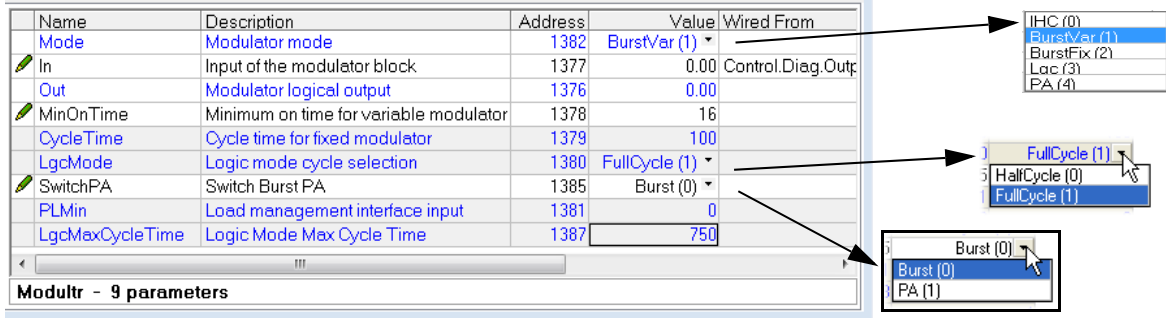 Name Description Address Value Wired From
Mode Modulator mode 1382 BurstVar (1)
In Input of the modulator block 1377 0.00 Control.Diag.Outp
Out Modulator logical output 1376 0.00
MinOnTime Minimum on time for variable modulator 1378 16
CycleTime Cycle time for fixed modulator 1379 100
LgcMode Logic mode cycle selection 1380 FullCycle (1)
SwitchPA Switch Burst PA 1385 Burst (0)
PLMin Load management interface input 1381 0
LgcMaxCycleTime Logic Mode Max Cycle Time 1387 750
Modultr - 9 parameters
IHC (0)
BurstVar (1)
BurstFix (2)
Lgc (3)
PA (4)
FullCycle (1)
HalfCycle (0)
FullCycle (1)
Burst (0)
Burst (0)
PA (1)